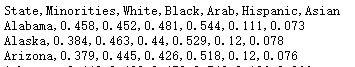 State,Minorities,White,Black,Arab,Hispanic,Asian
Alabama,0.458,0.452,0.481,0.544,0.111,0.073
Alaska,0.384,0.463,0.44,0.529,0.12,0.078
Arizona,0.379,0.445,0.426,0.518,0.12,0.076